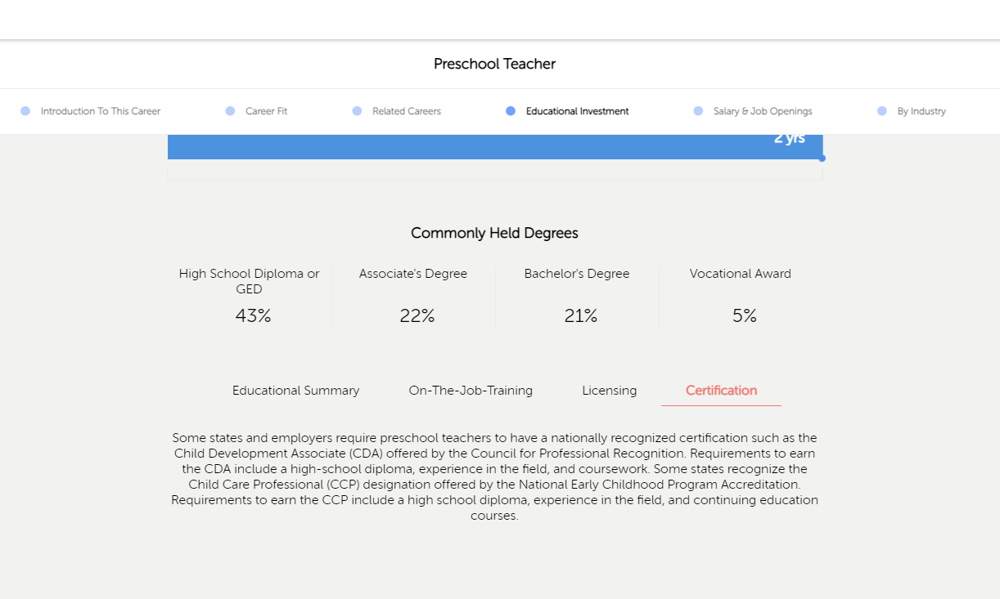 Preschool Teacher
Introduction To This Career
Career Fit
Related Careers
Educational Investment
Salary & Job Openings
By Industry
2 yrs
Commonly Held Degrees
High School Diploma or
GED
43%
Associate's Degree
22%
Bachelor's Degree
21%
Vocational Award
5%
Educational Summary
On-The-Job-Training
Licensing
Certification
Some states and employers require preschool teachers to have a nationally recognized certification such as the
Child Development Associate (CDA) offered by the Council for Professional Recognition. Requirements to earn
the CDA include a high-school diploma, experience in the field, and coursework. Some states recognize the
Child Care Professional (CCP) designation offered by the National Early Childhood Program Accreditation.
Requirements to earn the CCP include a high school diploma, experience in the field, and continuing education
courses.